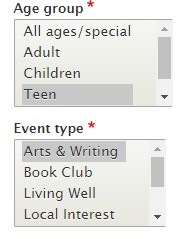 Age group *
All ages/special
Adult
Children
Teen
Event type *
Arts & Writing
Book Club
Living Well
Local Interest